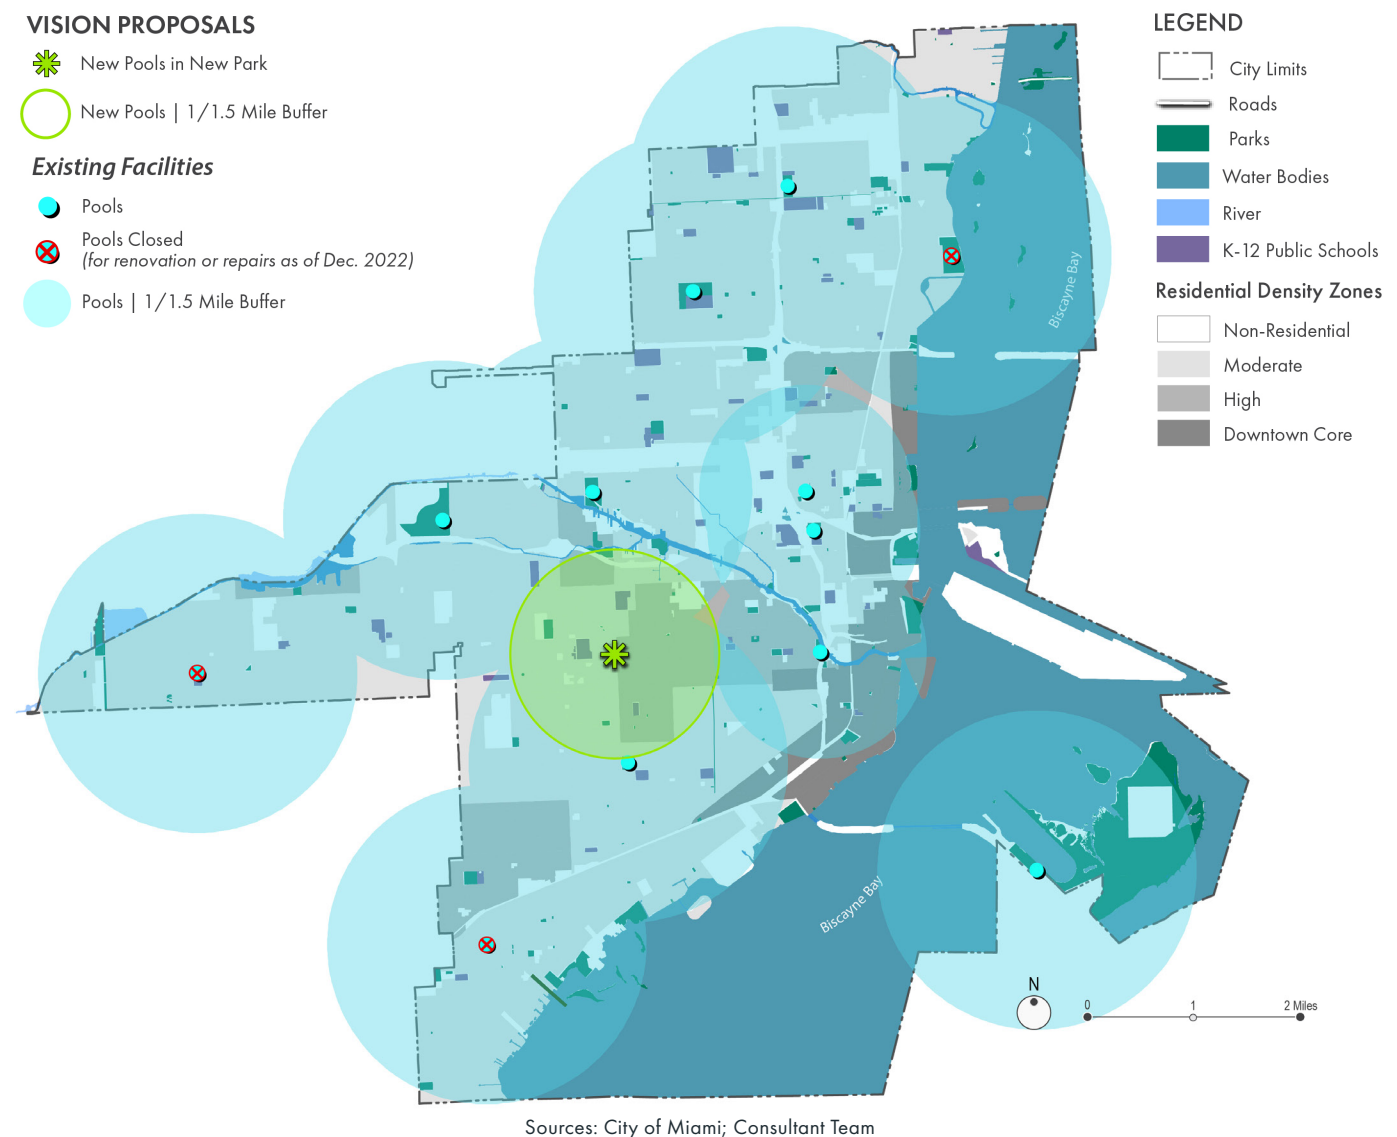 VISION PROPOSALS
New Pools in New Park
New Pools | 1/1.5 Mile Buffer
Existing Facilities
Pools
Pools Closed
(for renovation or repairs as of Dec. 2022)
Pools | 1/1.5 Mile Buffer
LEGEND
City Limits
Roads
Parks
Water Bodies
River
K-12 Public Schools
Residential Density Zones
Non-Residential
Moderate
High
Downtown Core
Biscayne Bay
Biscayne Bay
N
0 1 2 Miles
Sources: City of Miami; Consultant Team